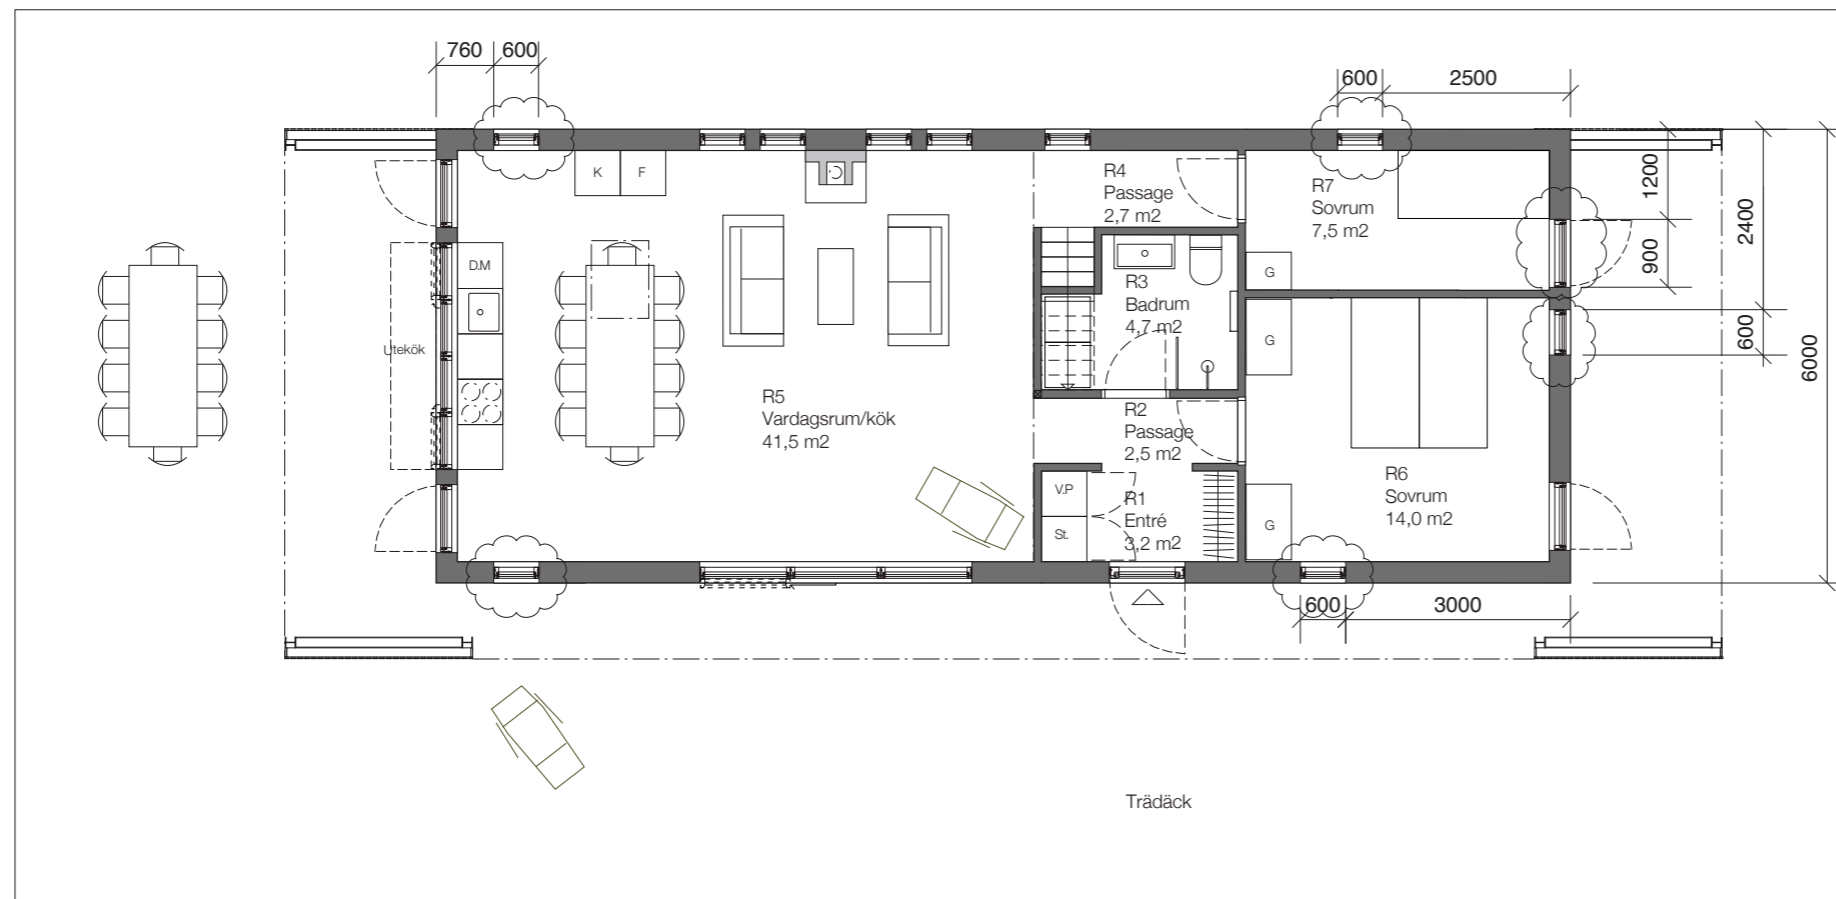 760
600
600
2500
K
F
R4
Passage
2,7 m2
R7
Sovrum
7,5 m2
1200
2400
900
600
6000
D.M
G
R3
Badrum
4,7 m2
Utekök
G
R5
Vardagsrum/kök
41,5 m2
R2
Passage
2,5 m2
R6
Sovrum
14,0 m2
V.P
R1
Entré
3,2 m2
St.
G
600
3000
Trädäck